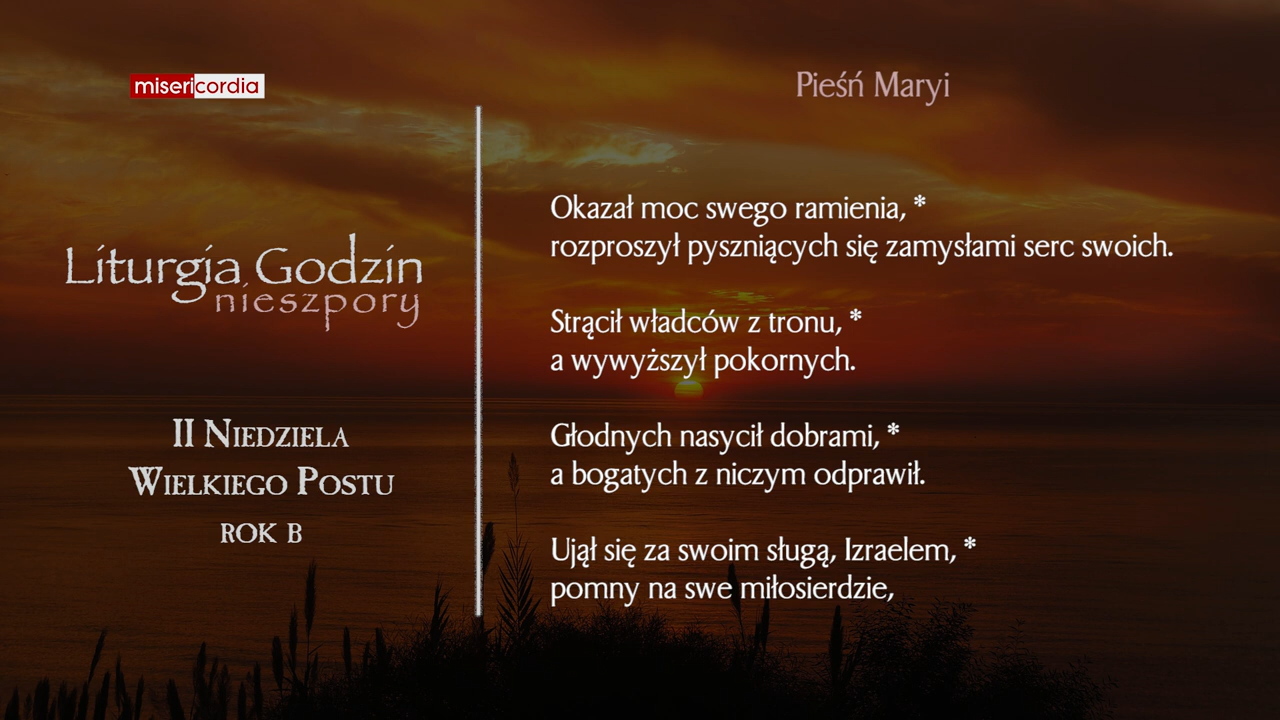 misericordia
Liturgia Godzin
nieszpory
II Niedziela
Wielkiego Postu
rok B
Pieśń Maryi
Okazał moc swego ramienia, *
rozproszył pyszniących się zamysłami serc swoich.
Strącił władców z tronu, *
a wywyższył pokornych.
Głodnych nasycił dobrami, *
a bogatych z niczym odprawił.
Ujął się za swoim sługą, Izraelem, *
pomny na swe miłosierdzie,